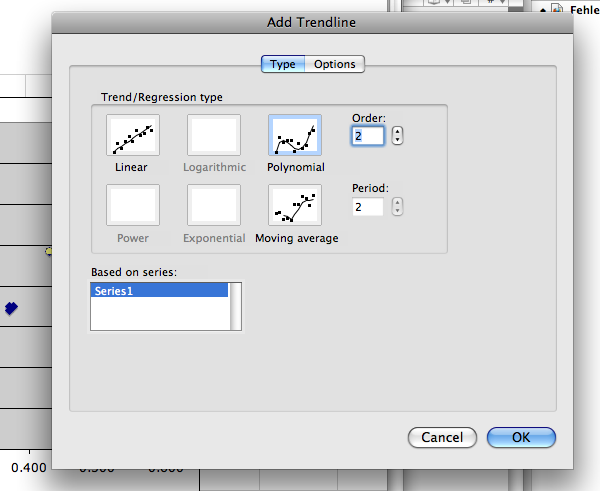 Add Trendline
Fehle
Type Options
Trend/Regression type
Order:
2
Linear Logarithmic Polynomial
Period:
2
Power Exponential Moving average
Based on series:
Series1
Cancel OK
0.400